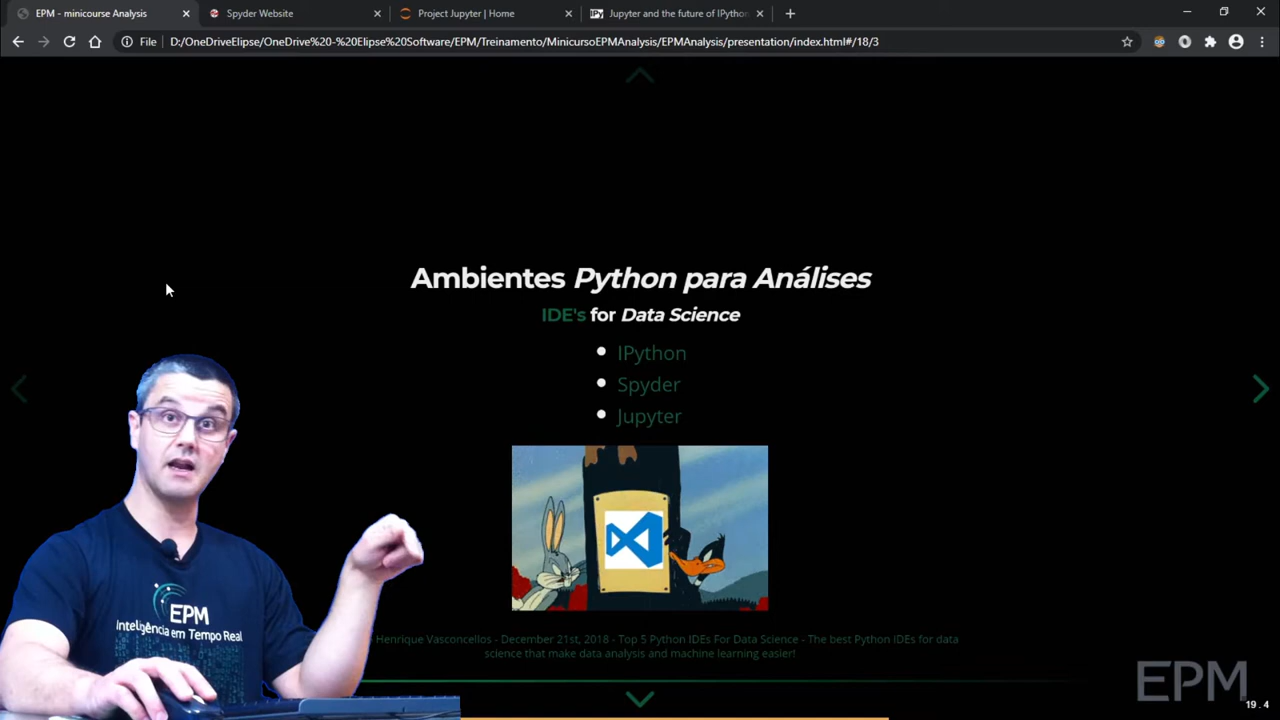 EPM - minicourse Analysis
Spyder Website
Project Jupyter | Home
IPy
Jupyter and the future of IPython
File
D:/OneDriveElipse/OneDrive%20-%20Elipse%20Software/EPM/Treinamento/MinicursoEPMAnalysis/EPMAnalysis/presentation/index.html#/18/3
Ambientes Python para Análises
IDE's for Data Science
IPython
Spyder
Jupyter
Henrique Vasconcellos - December 21st, 2018 - Top 5 Python IDEs For Data Science - The best Python IDEs for data
science that make data analysis and machine learning easier!
EPM
Inteligência em Tempo Real
EPM
19 . 4